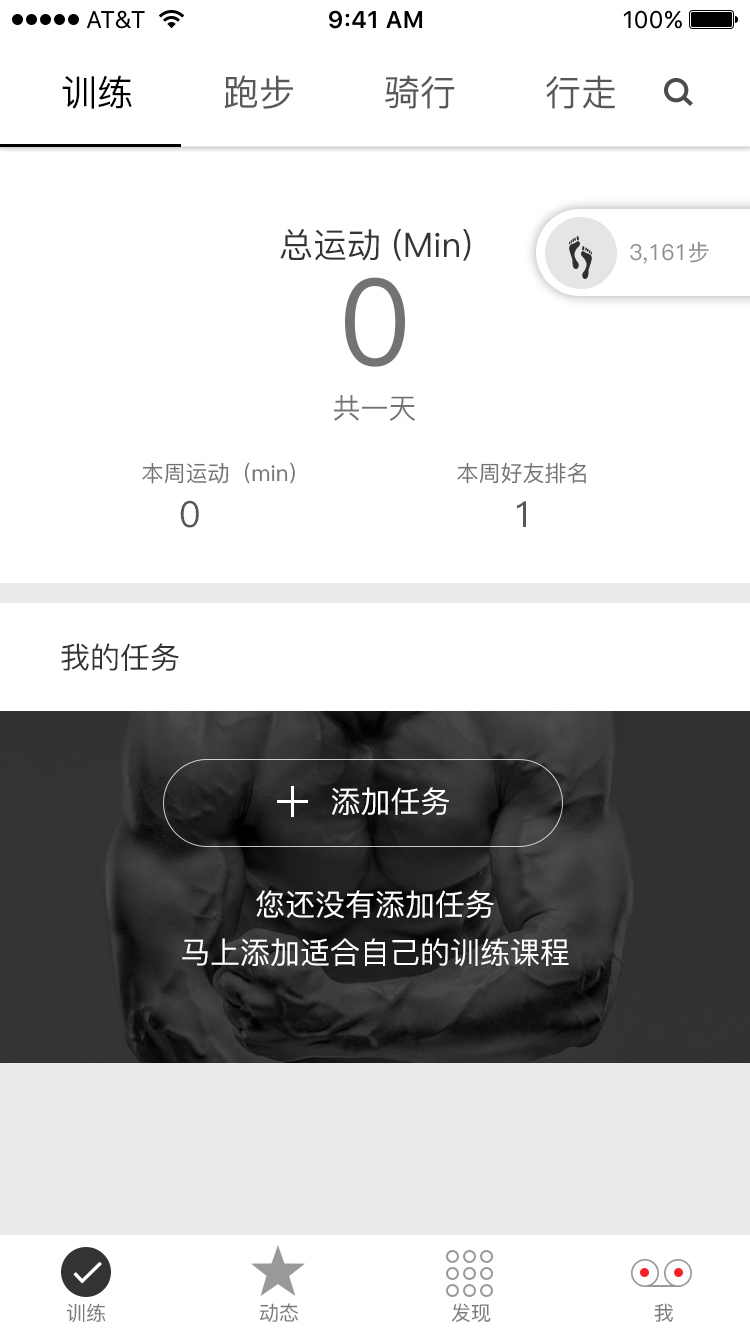 AT&T 9:41 AM 100%
训练 跑步 骑行 行走
总运动 (Min)
3,161步
0
共一天
本周运动（min） 本周好友排名
0 1
我的任务
添加任务
您还没有添加任务
马上添加适合自己的训练课程
训练 动态 发现 我